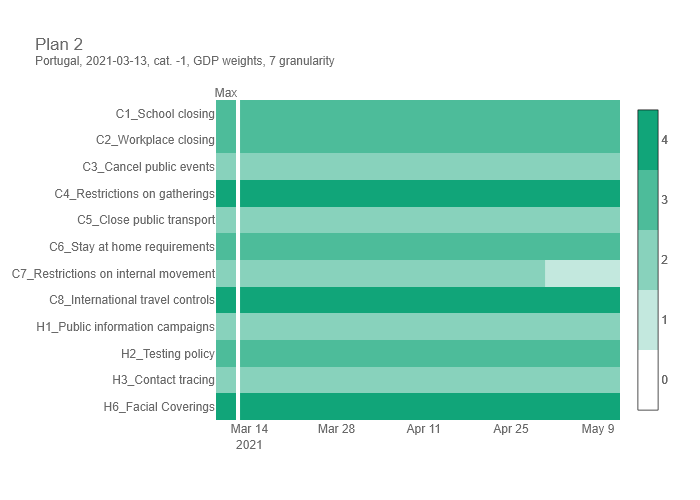 Plan 2
Portugal, 2021-03-13, cat. -1, GDP weights, 7 granularity
Max
C1_School closing
C2_Workplace closing
C3_Cancel public events
C4_Restrictions on gatherings
C5_Close public transport
C6_Stay at home requirements
C7_Restrictions on internal movement
C8_International travel controls
H1_Public information campaigns
H2_Testing policy
H3_Contact tracing
H6_Facial Coverings
Mar 14 Mar 28 Apr 11 Apr 25 May 9
2021
4
3
2
1
0